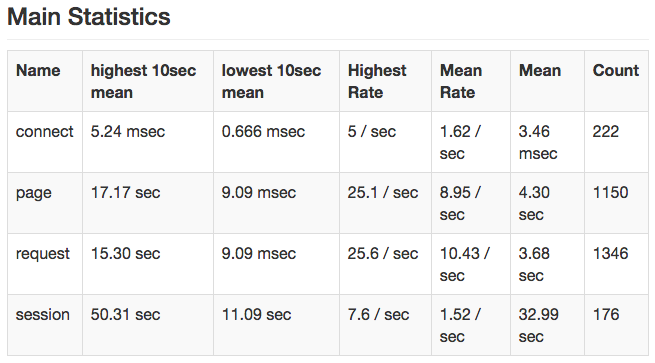 Main Statistics
Name highest 10sec mean lowest 10sec mean Highest Rate Mean Rate Mean Count
connect 5.24 msec 0.666 msec 5 / sec 1.62 / sec 3.46 msec 222
page 17.17 sec 9.09 msec 25.1 / sec 8.95 / sec 4.30 sec 1150
request 15.30 sec 9.09 msec 25.6 / sec 10.43 / sec 3.68 sec 1346
session 50.31 sec 11.09 sec 7.6 / sec 1.52 / sec 32.99 sec 176